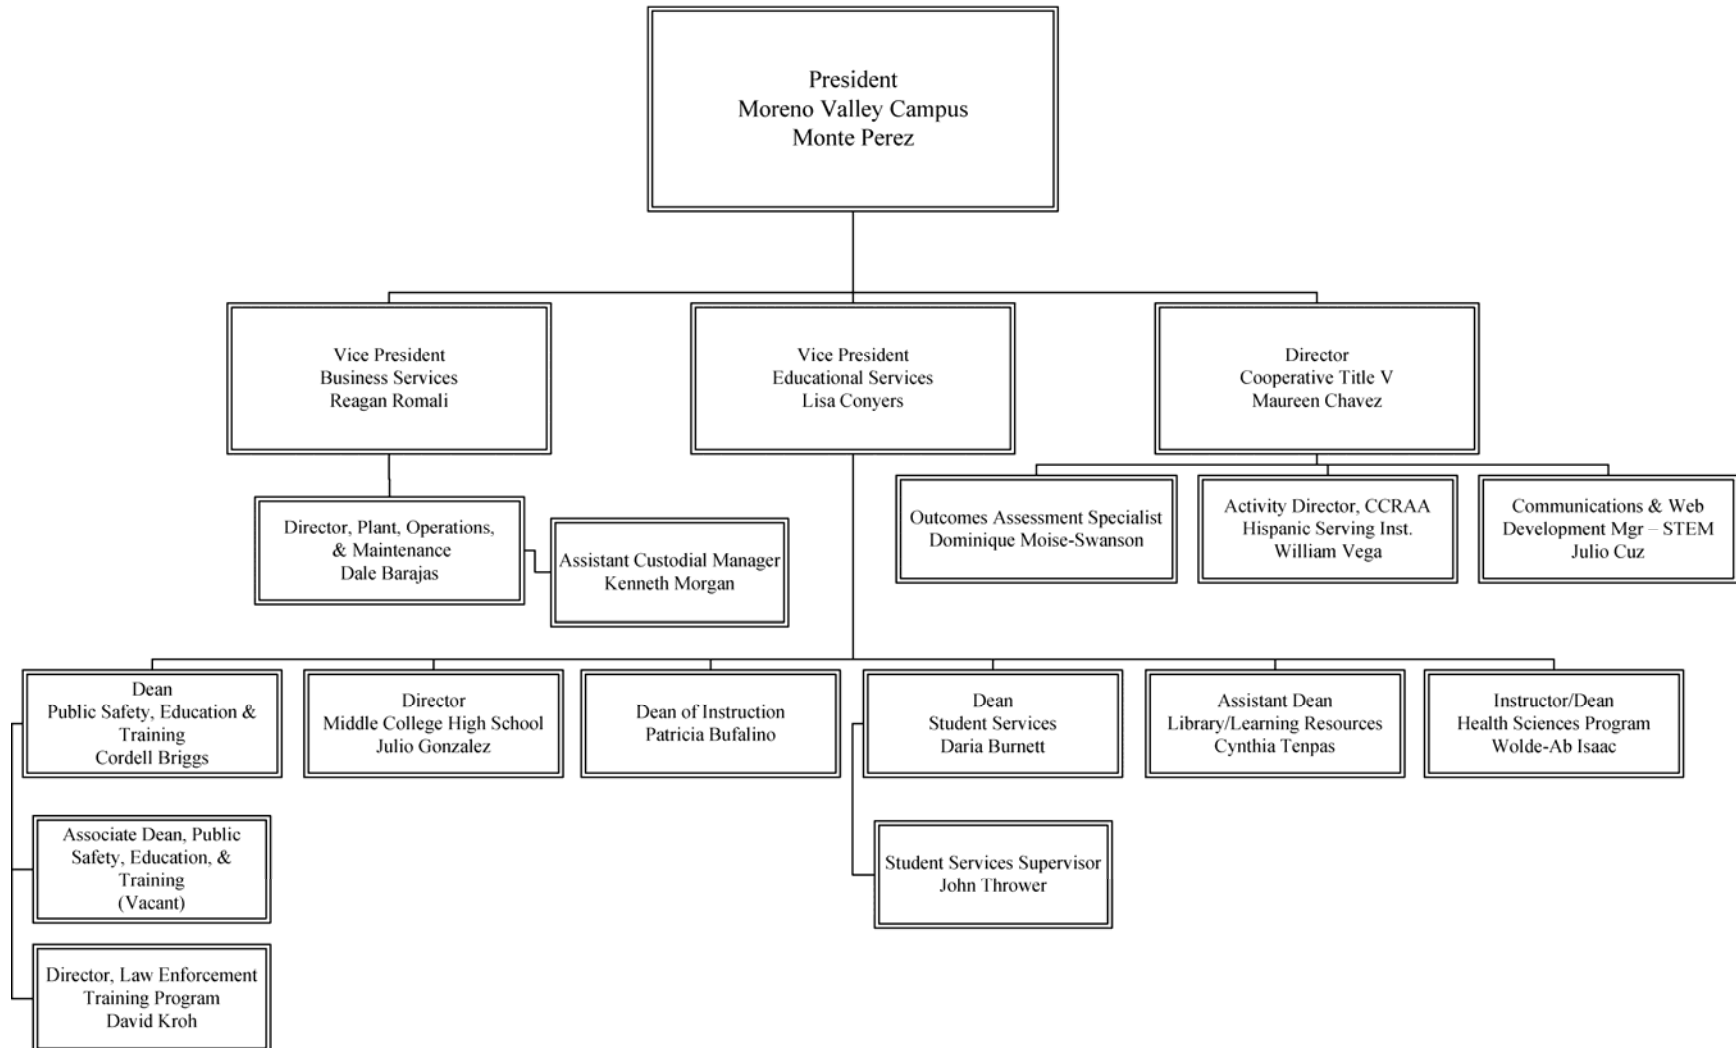 President
Moreno Valley Campus
Monte Perez
Vice President
Business Services
Reagan Romali
Vice President
Educational Services
Lisa Conyers
Director
Cooperative Title V
Maureen Chavez
Director, Plant, Operations,
& Maintenance
Dale Barajas
Assistant Custodial Manager
Kenneth Morgan
Outcomes Assessment Specialist
Dominique Moise-Swanson
Activity Director, CCRAA
Hispanic Serving Inst.
William Vega
Communications & Web
Development Mgr – STEM
Julio Cuz
Dean
Public Safety, Education &
Training
Cordell Briggs
Director
Middle College High School
Julio Gonzalez
Dean of Instruction
Patricia Bufalino
Dean
Student Services
Daria Burnett
Assistant Dean
Library/Learning Resources
Cynthia Tenpas
Instructor/Dean
Health Sciences Program
Wolde-Ab Isaac
Associate Dean, Public
Safety, Education, &
Training
(Vacant)
Student Services Supervisor
John Thrower
Director, Law Enforcement
Training Program
David Kroh